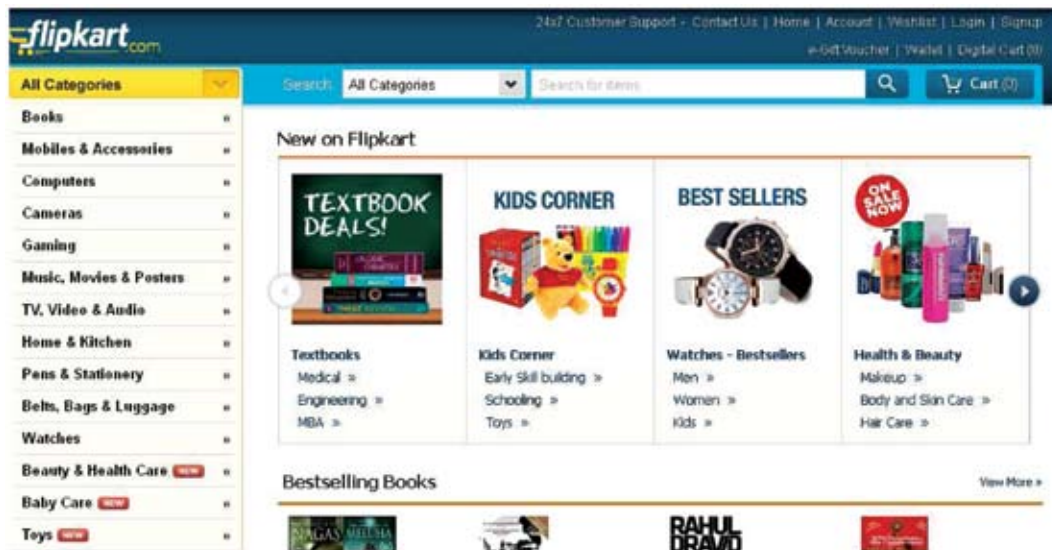 flipkart.com
24x7 Customer Support - Contact Us | Home | Account | Wishlist | Login | Signup
e-Gift Voucher | Wallet | Digital Cart (0)
All Categories
Search All Categories Search for items Cart (0)
Books »
Mobiles & Accessories »
Computers »
Cameras »
Gaming »
Music, Movies & Posters »
TV, Video & Audio »
Home & Kitchen »
Pens & Stationery »
Belts, Bags & Luggage »
Watches »
Beauty & Health Care NEW »
Baby Care NEW »
Toys NEW »
New on Flipkart
TEXTBOOK
DEALS!
Textbooks
Medical »
Engineering »
MBA »
KIDS CORNER
Kids Corner
Early Skill building »
Schooling »
Toys »
BEST SELLERS
Watches - Bestsellers
Men »
Women »
Kids »
ON
SALE
NOW
Health & Beauty
Makeup »
Body and Skin Care »
Hair Care »
Bestselling Books
View More »
NAGAS
MELUHA
RAHUL
DRAVID